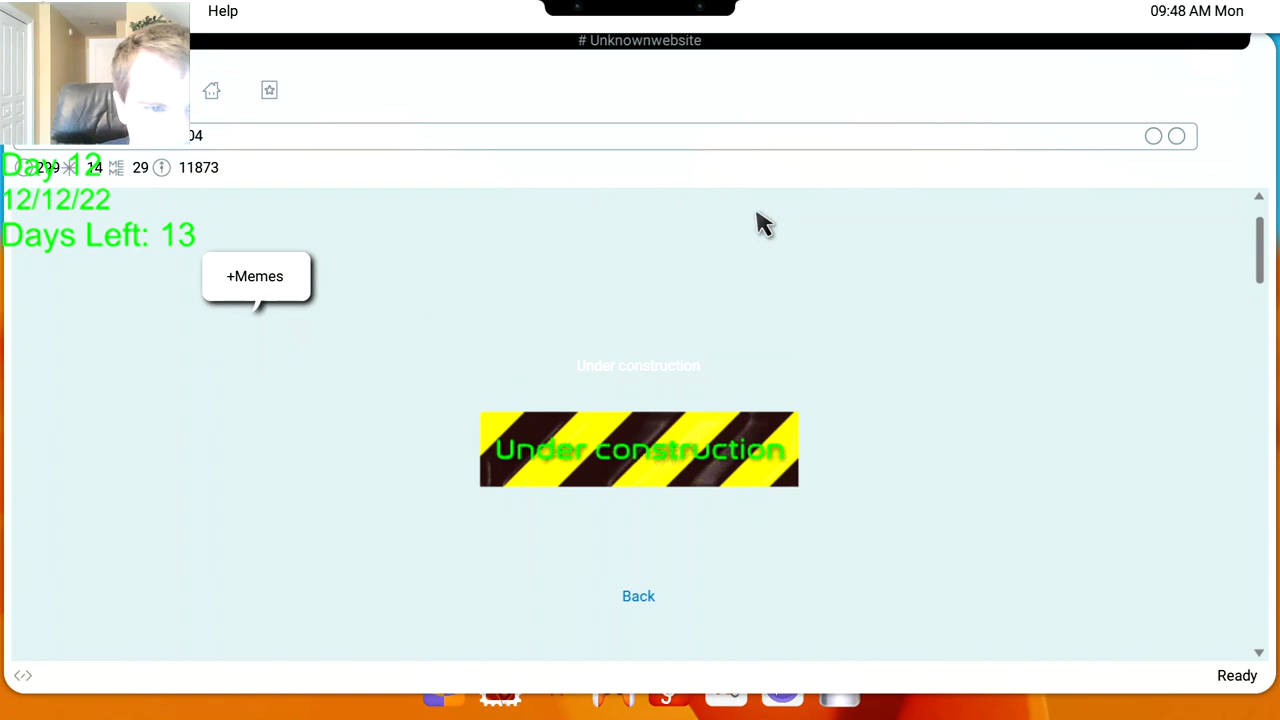 Help
09:48 AM Mon
# Unknownwebsite
04
299 14 29 11873
Day 12
12/12/22
Days Left: 13
+Memes
Under construction
Under construction
Back
Ready